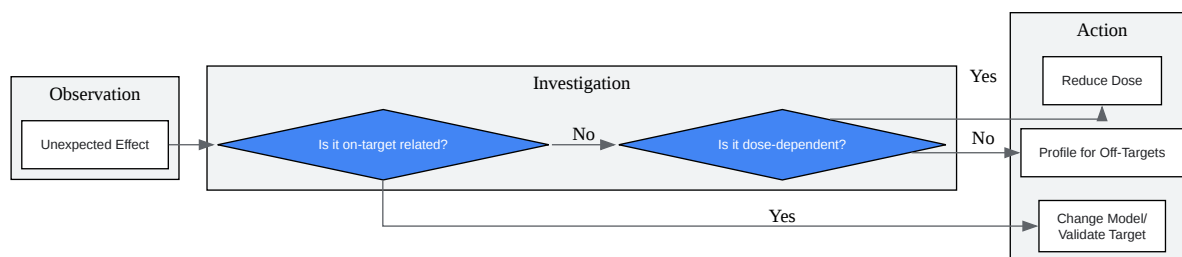 Observation
Unexpected Effect
Investigation
Is it on-target related?
No
Is it dose-dependent?
Yes
No
Yes
Action
Reduce Dose
Profile for Off-Targets
Change Model/
Validate Target